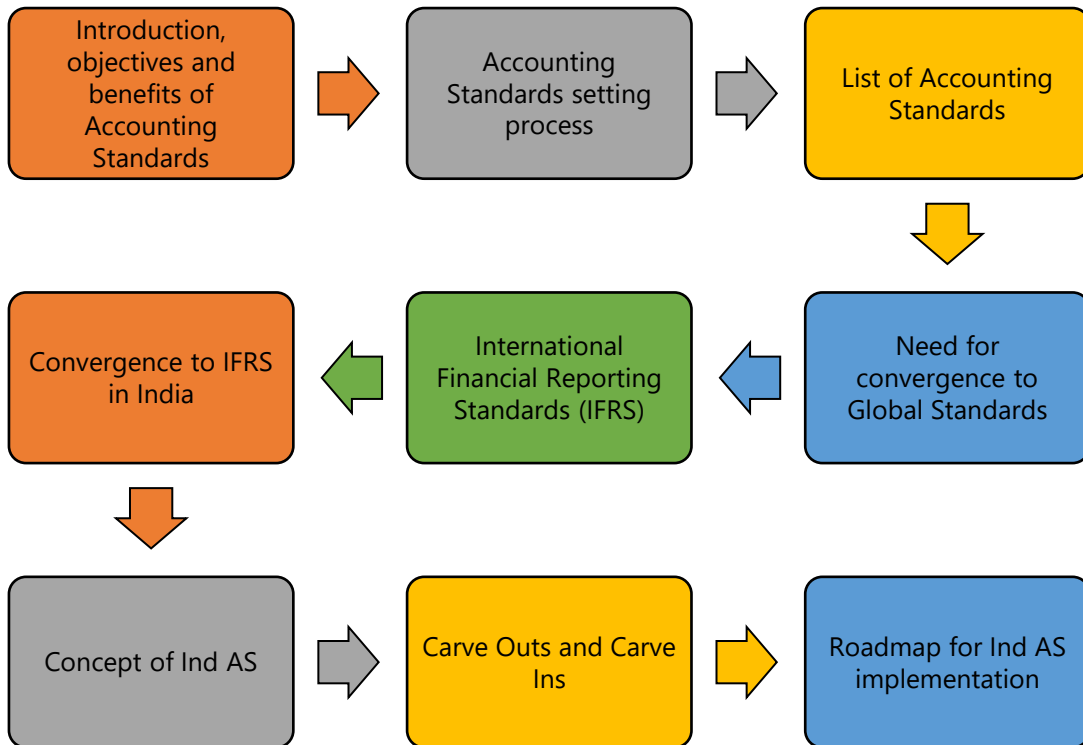 Introduction,
objectives and
benefits of
Accounting
Standards
Accounting
Standards setting
process
List of Accounting
Standards
Need for
convergence to
Global Standards
International
Financial Reporting
Standards (IFRS)
Convergence to IFRS
in India
Concept of Ind AS
Carve Outs and Carve
Ins
Roadmap for Ind AS
implementation